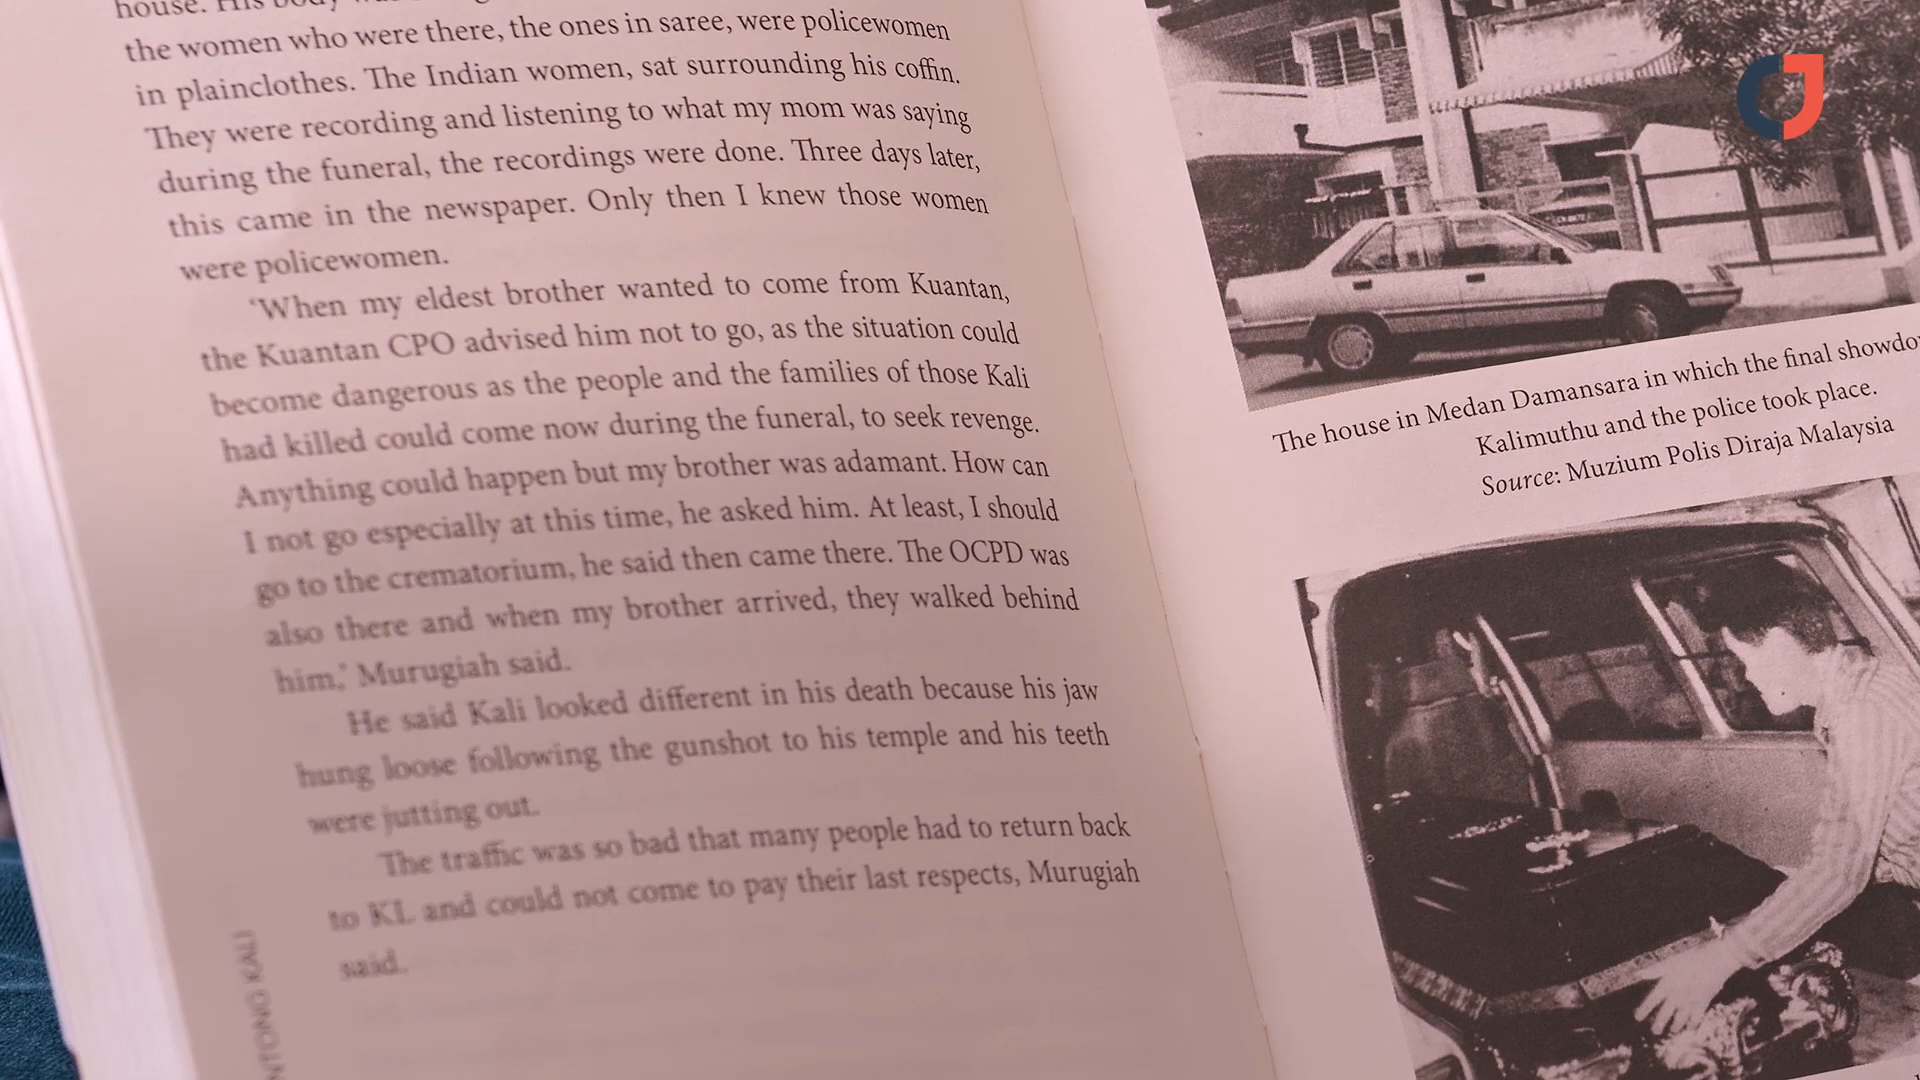 house. His body was
the women who were there, the ones in saree, were policewomen
in plainclothes. The Indian women, sat surrounding his coffin.
They were recording and listening to what my mom was saying
during the funeral, the recordings were done. Three days later,
this came in the newspaper. Only then I knew those women
were policewomen.
‘When my eldest brother wanted to come from Kuantan,
the Kuantan CPO advised him not to go, as the situation could
become dangerous as the people and the families of those Kali
had killed could come now during the funeral, to seek revenge.
Anything could happen but my brother was adamant. How can
I not go especially at this time, he asked him. At least, I should
go to the crematorium, he said then came there. The OCPD was
also there and when my brother arrived, they walked behind
him,’ Murugiah said.
He said Kali looked different in his death because his jaw
hung loose following the gunshot to his temple and his teeth
were jutting out.
The traffic was so bad that many people had to return back
to KL and could not come to pay their last respects, Murugiah
said.
NTONG KALI
The house in Medan Damansara in which the final showdo
Kalimuthu and the police took place.
Source: Muzium Polis Diraja Malaysia
CJ